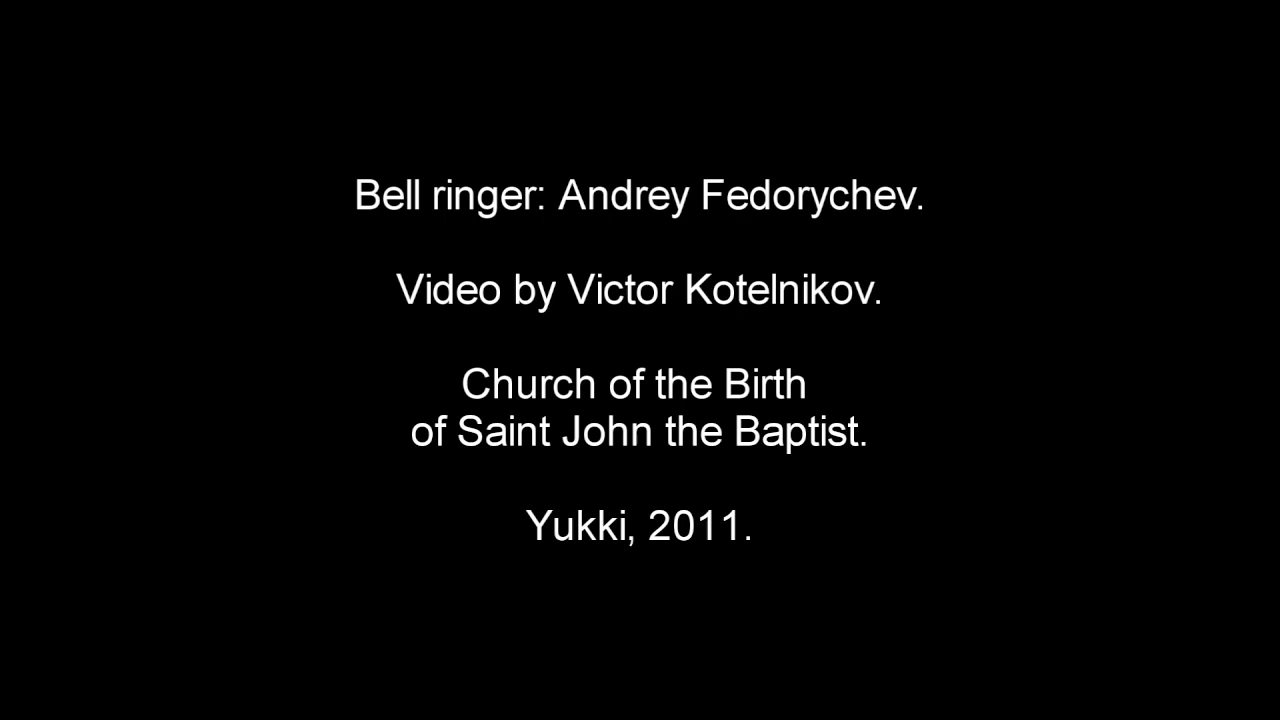 Bell ringer: Andrey Fedorychev.
Video by Victor Kotelnikov.
Church of the Birth
of Saint John the Baptist.
Yukki, 2011.